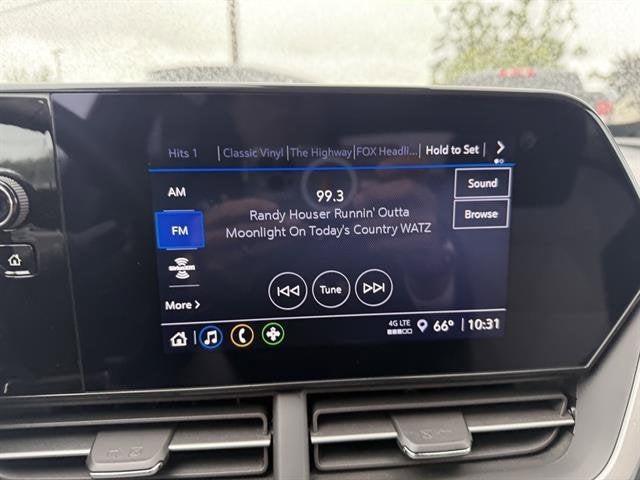 Hits 1 | Classic Vinyl | The Highway | FOX Headli... | Hold to Set |
AM
FM
SiriusXM
More
99.3
Randy Houser Runnin' Outta
Moonlight On Today's Country WATZ
Tune
Sound
Browse
4G LTE
66° | 10:31